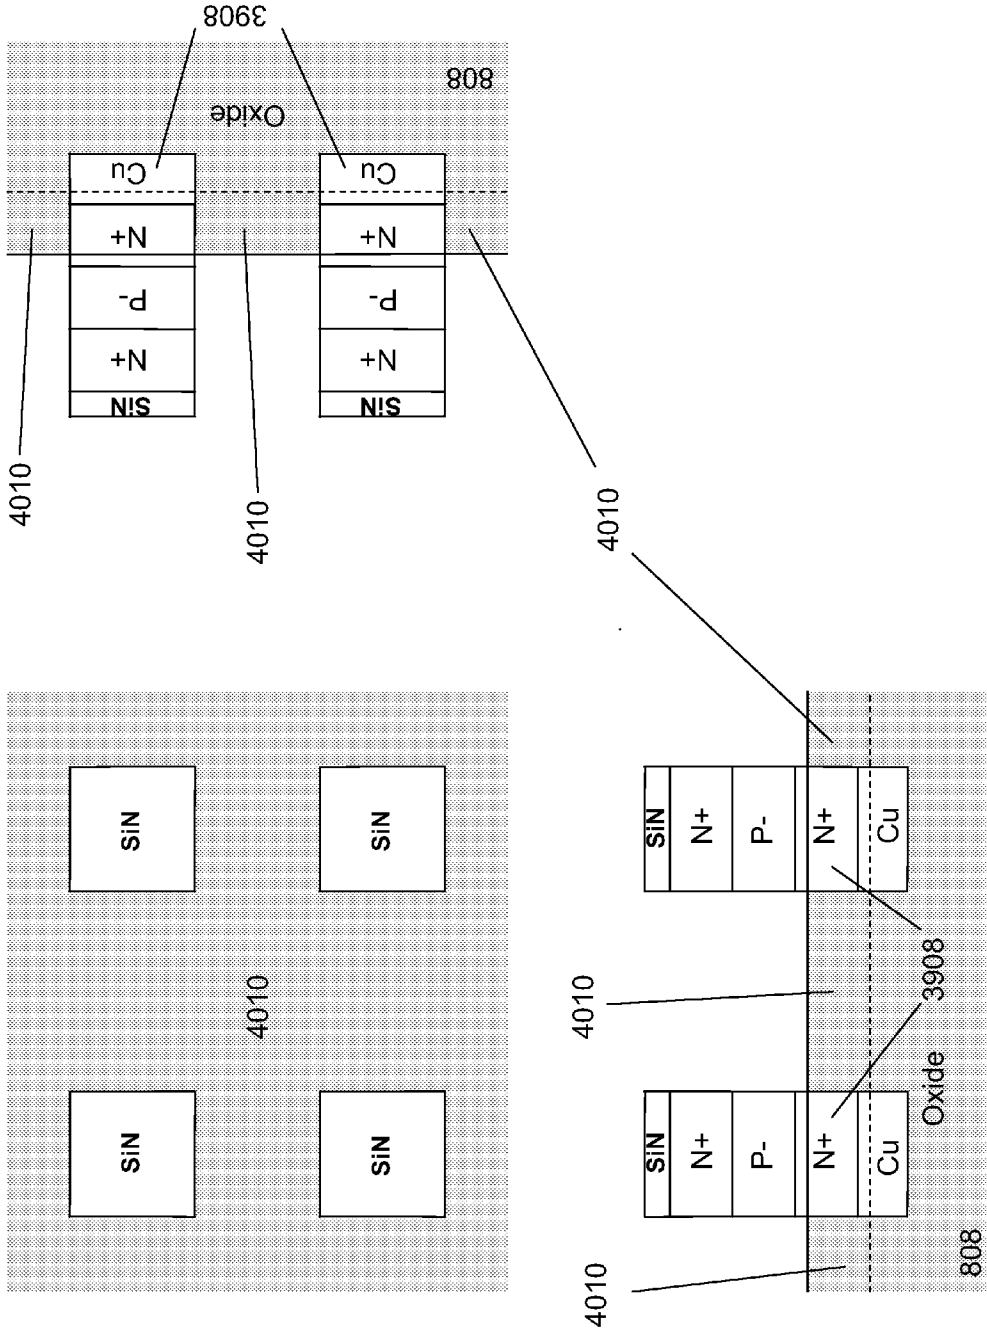 3908
808
Oxide
Cu
N+
P-
N+
SiN
Cu
N+
P-
N+
SiN
4010
4010
4010
SiN
SiN
4010
SiN
SiN
4010
SiN
N+
P-
N+
Cu
3908
SiN
N+
P-
N+
Cu
Oxide
4010
808